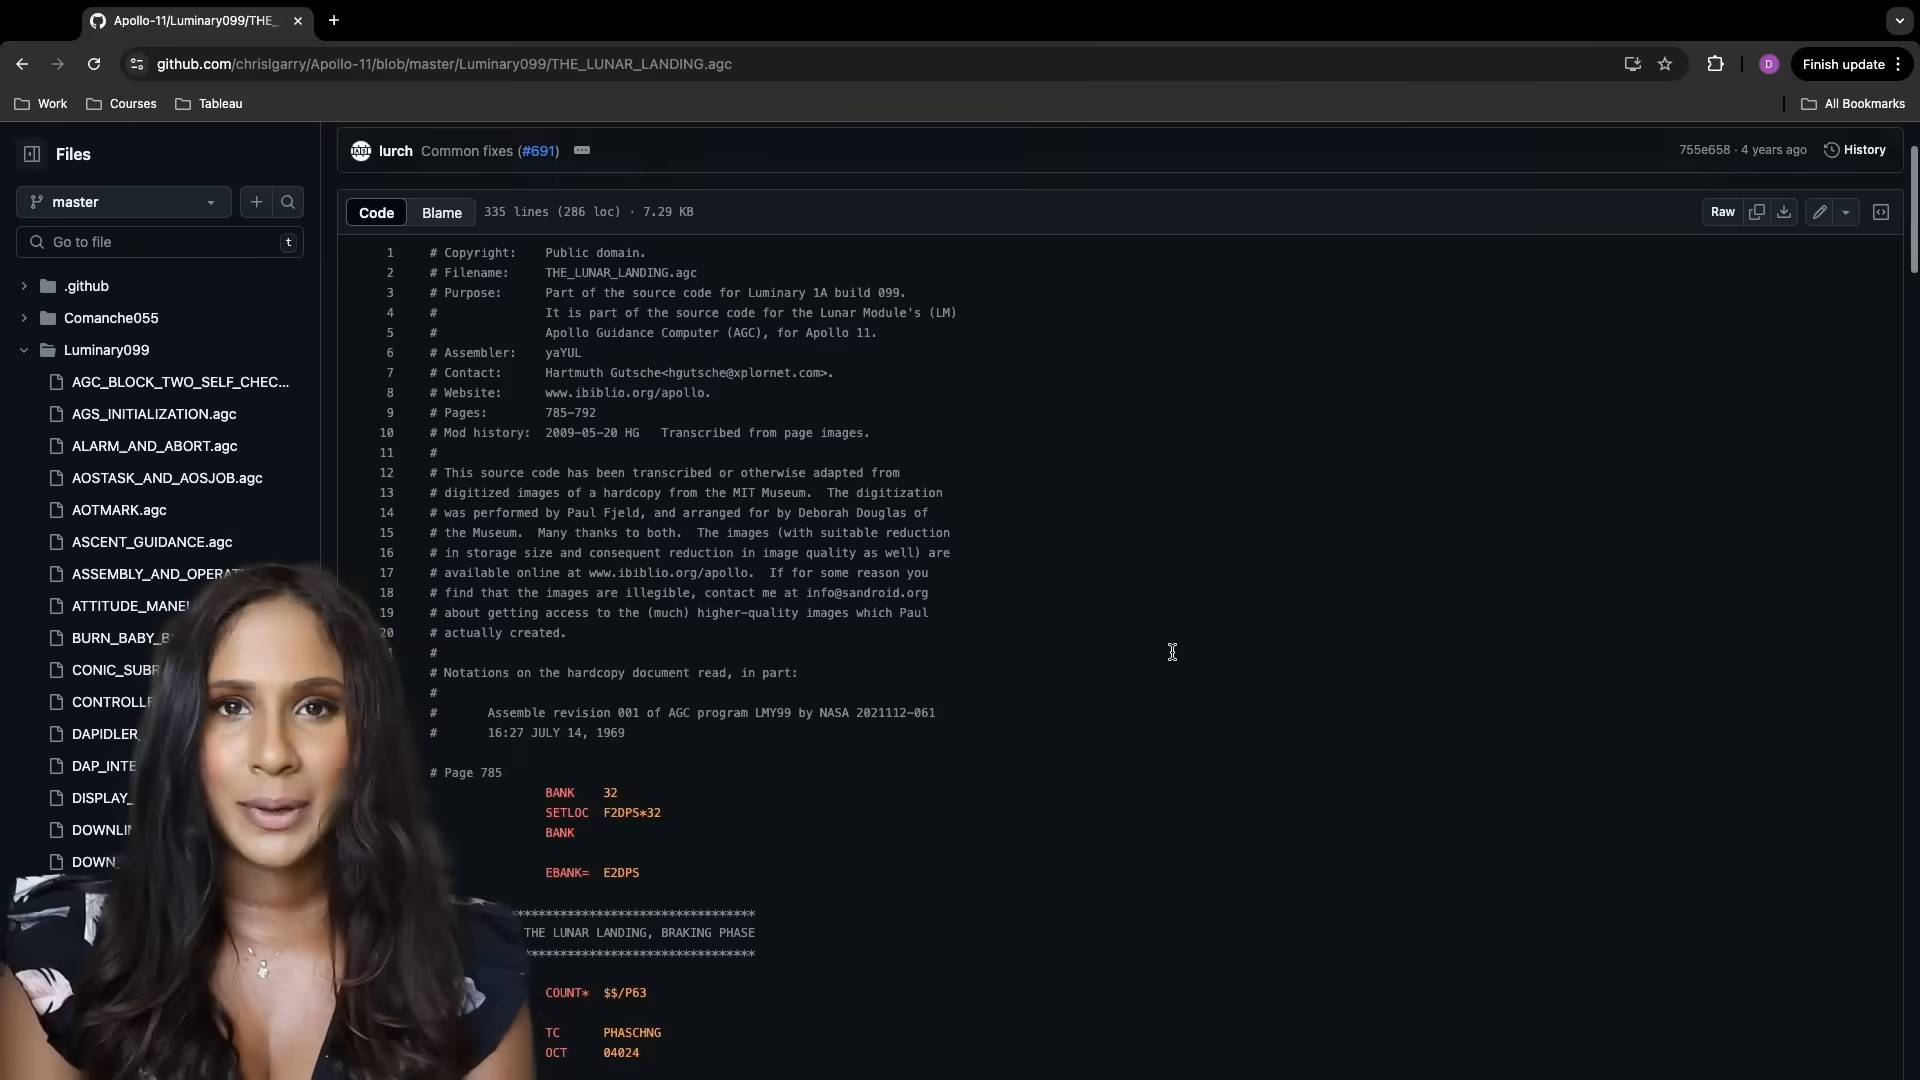 Apollo-11/Luminary099/THE_
github.com/chrislgarry/Apollo-11/blob/master/Luminary099/THE_LUNAR_LANDING.agc
D
Finish update
Work
Courses
Tableau
All Bookmarks
Files
master
Go to file
t
.github
Comanche055
Luminary099
AGC_BLOCK_TWO_SELF_CHEC...
AGS_INITIALIZATION.agc
ALARM_AND_ABORT.agc
AOSTASK_AND_AOSJOB.agc
AOTMARK.agc
ASCENT_GUIDANCE.agc
ASSEMBLY_AND_OPERAT
ATTITUDE_MANE
BURN_BABY_B
CONIC_SUBR
CONTROLLE
DAPIDLER_
DAP_INTE
DISPLAY_
DOWNLI
DOWN_
lurch Common fixes (#691)
755e658 · 4 years ago
History
Code
Blame
335 lines (286 loc) · 7.29 KB
Raw
1 # Copyright: Public domain.
2 # Filename: THE_LUNAR_LANDING.agc
3 # Purpose: Part of the source code for Luminary 1A build 099.
4 # It is part of the source code for the Lunar Module's (LM)
5 # Apollo Guidance Computer (AGC), for Apollo 11.
6 # Assembler: yaYUL
7 # Contact: Hartmuth Gutsche<hgutsche@xplornet.com>.
8 # Website: www.ibiblio.org/apollo.
9 # Pages: 785-792
10 # Mod history: 2009-05-20 HG Transcribed from page images.
11 #
12 # This source code has been transcribed or otherwise adapted from
13 # digitized images of a hardcopy from the MIT Museum. The digitization
14 # was performed by Paul Fjeld, and arranged for by Deborah Douglas of
15 # the Museum. Many thanks to both. The images (with suitable reduction
16 # in storage size and consequent reduction in image quality as well) are
17 # available online at www.ibiblio.org/apollo. If for some reason you
18 # find that the images are illegible, contact me at info@sandroid.org
19 # about getting access to the (much) higher-quality images which Paul
20 # actually created.
1 #
# Notations on the hardcopy document read, in part:
#
# Assemble revision 001 of AGC program LMY99 by NASA 2021112-061
# 16:27 JULY 14, 1969
# Page 785
BANK 32
SETLOC F2DPS*32
BANK
EBANK= E2DPS
*********************************
THE LUNAR LANDING, BRAKING PHASE
********************************
COUNT* $$/P63
TC PHASCHNG
OCT 04024